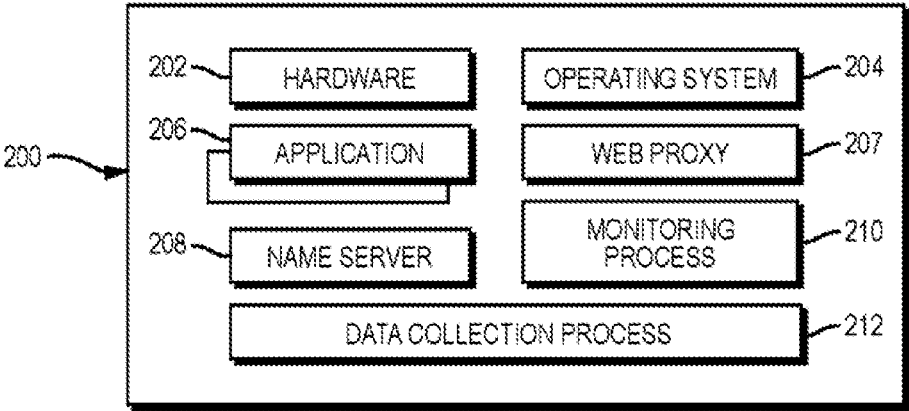 202 HARDWARE OPERATING SYSTEM 204
206 APPLICATION WEB PROXY 207
200
208 NAME SERVER MONITORING PROCESS 210
DATA COLLECTION PROCESS 212